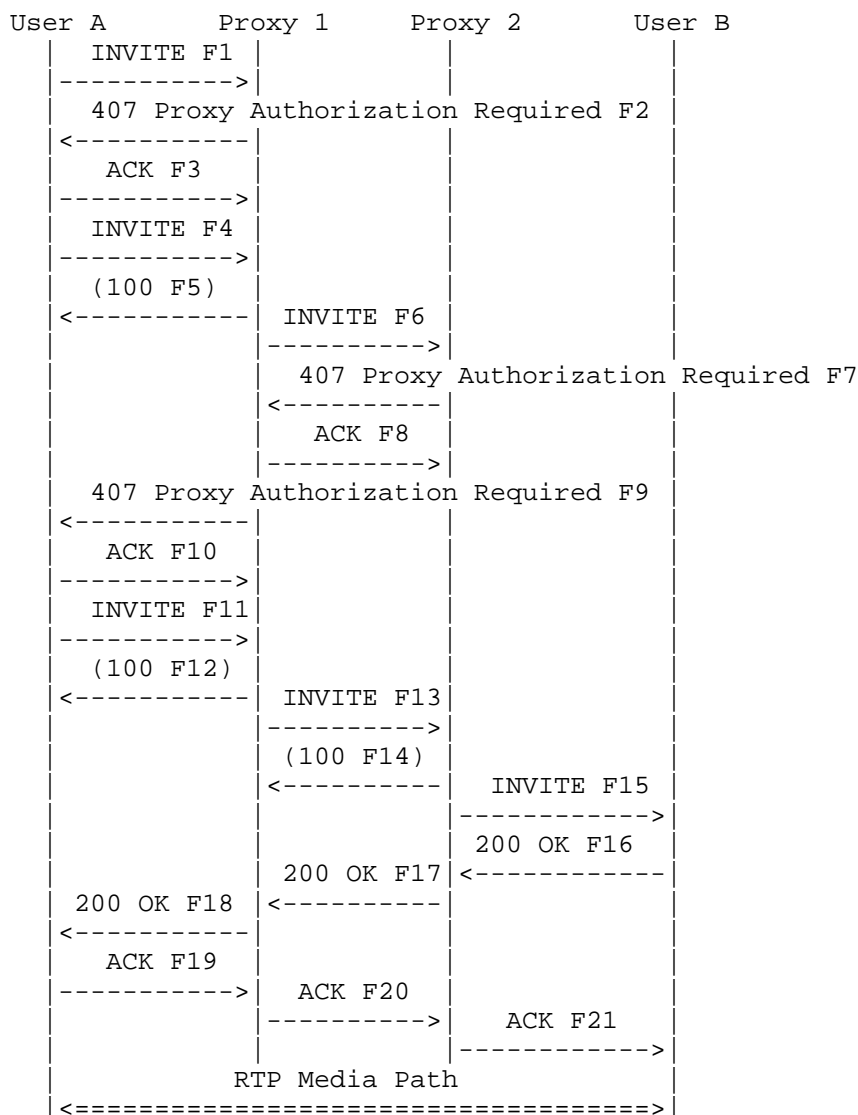 User A Proxy 1 Proxy 2 User B
INVITE F1
407 Proxy Authorization Required F2
ACK F3
INVITE F4
(100 F5)
INVITE F6
407 Proxy Authorization Required F7
ACK F8
407 Proxy Authorization Required F9
ACK F10
INVITE F11
(100 F12)
INVITE F13
(100 F14)
INVITE F15
200 OK F16
200 OK F17
200 OK F18
ACK F19
ACK F20
ACK F21
RTP Media Path